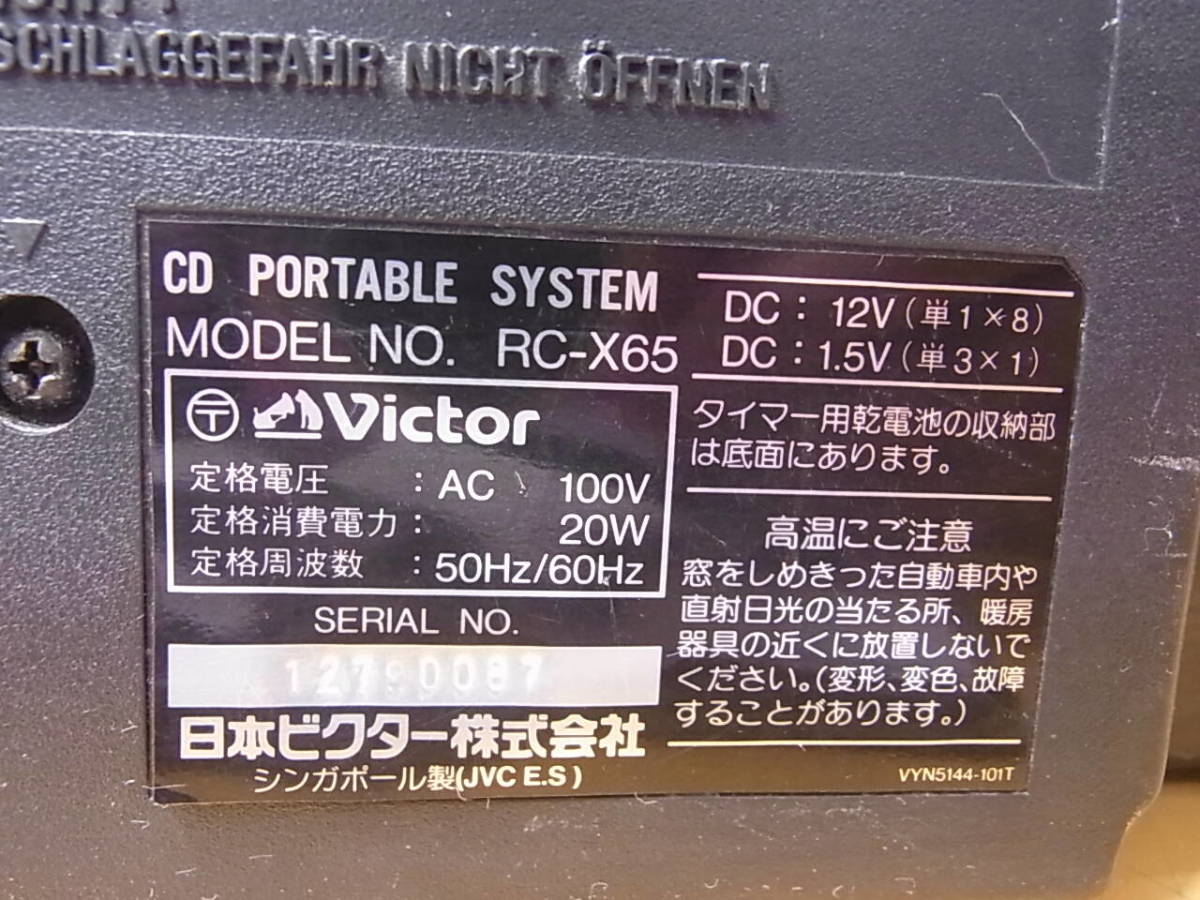 SCHLAGGEFAHR NICHT ÖFFNEN
CD PORTABLE SYSTEM
MODEL NO. RC-X65
〒 Victor
定格電圧 : AC 100V
定格消費電力 : 20W
定格周波数 : 50Hz/60Hz
SERIAL NO.
日本ビクター株式会社
シンガポール製(JVC E.S)
DC : 12V (単1×8)
DC : 1.5V (単3×1)
タイマー用乾電池の収納部
は底面にあります。
高温にご注意
窓をしめきった自動車内や
直射日光の当たる所、暖房
器具の近くに放置しないで
ください。(変形、変色、故障
することがあります。)
VYN5144-101T